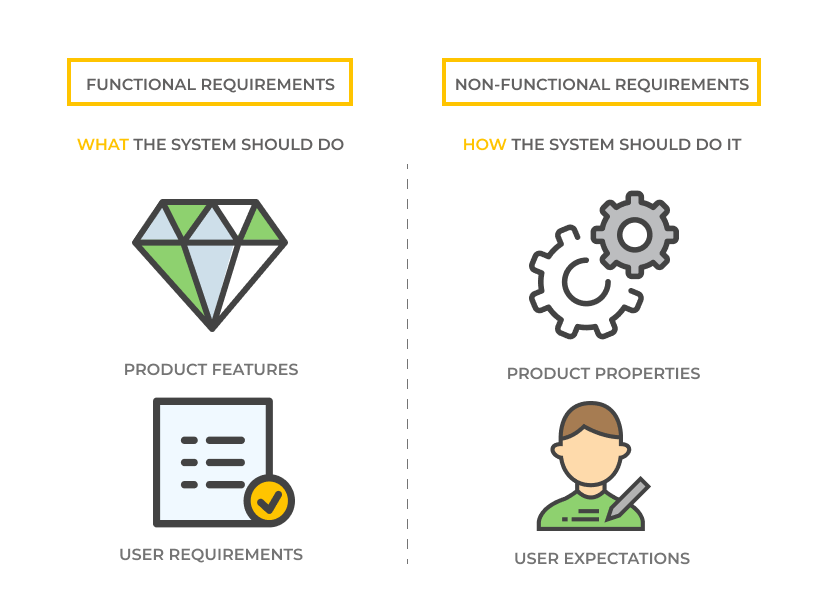 FUNCTIONAL REQUIREMENTS
WHAT THE SYSTEM SHOULD DO
PRODUCT FEATURES
USER REQUIREMENTS
NON-FUNCTIONAL REQUIREMENTS
HOW THE SYSTEM SHOULD DO IT
PRODUCT PROPERTIES
USER EXPECTATIONS